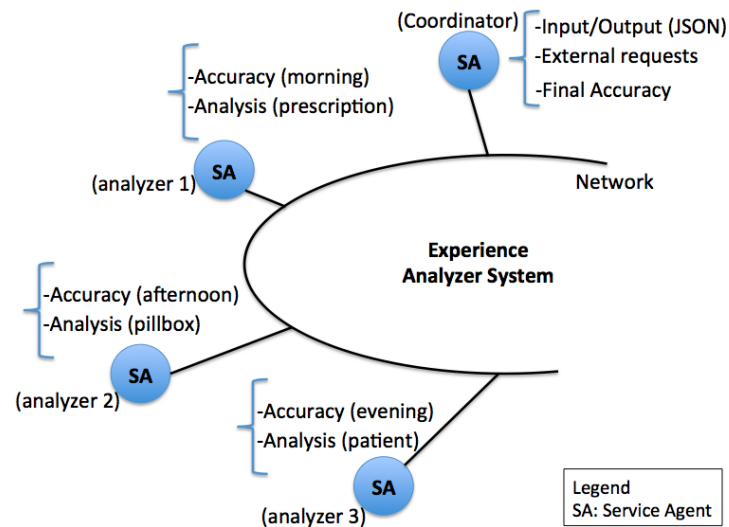 (Coordinator)
SA
-Input/Output (JSON)
-External requests
-Final Accuracy
-Accuracy (morning)
-Analysis (prescription)
SA
(analyzer 1)
Network
Experience
Analyzer System
-Accuracy (afternoon)
-Analysis (pillbox)
SA
(analyzer 2)
-Accuracy (evening)
-Analysis (patient)
SA
(analyzer 3)
Legend
SA: Service Agent